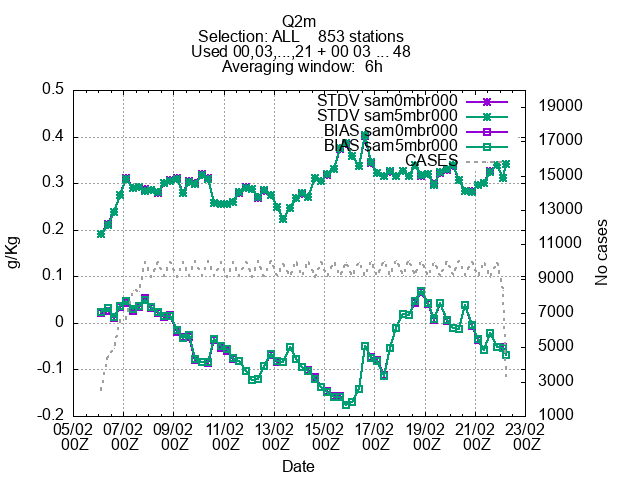 Q2m
Selection: ALL 853 stations
Used 00,03,...,21 + 00 03 ... 48
Averaging window: 6h
STDV sam0mbr000
STDV sam5mbr000
BIAS sam0mbr000
BIAS sam5mbr000
CASES
0.5
0.4
0.3
0.2
0.1
0
-0.1
-0.2
g/Kg
19000
17000
15000
13000
11000
9000
7000
5000
3000
1000
No cases
05/02 07/02 09/02 11/02 13/02 15/02 17/02 19/02 21/02 23/02
00Z 00Z 00Z 00Z 00Z 00Z 00Z 00Z 00Z 00Z
Date